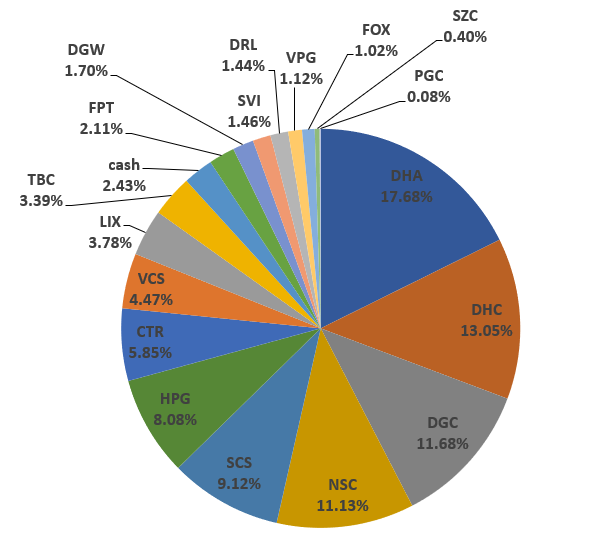 SZC
0.40%
FOX
1.02%
PGC
0.08%
VPG
1.12%
DRL
1.44%
SVI
1.46%
DGW
1.70%
FPT
2.11%
cash
2.43%
TBC
3.39%
LIX
3.78%
VCS
4.47%
CTR
5.85%
HPG
8.08%
SCS
9.12%
NSC
11.13%
DGC
11.68%
DHC
13.05%
DHA
17.68%